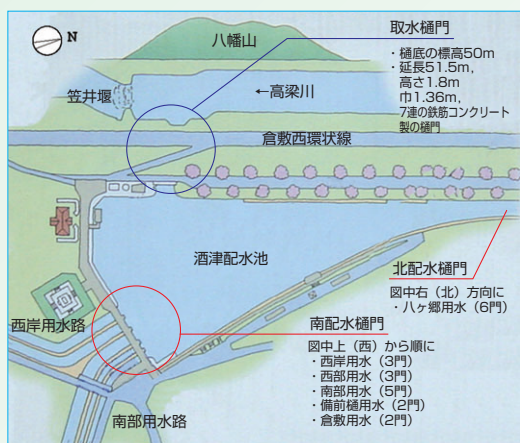 N
八幡山
取水樋門
・樋底の標高50m
・延長51.5m，
高さ1.8m
巾1.36m，
7連の鉄筋コンクリート
製の樋門
笠井堰
←高梁川
倉敷西環状線
酒津配水池
北配水樋門
図中右（北）方向に
・八ヶ郷用水（6門）
西岸用水路
南配水樋門
図中上（西）から順に
・西岸用水（3門）
・西部用水（3門）
・南部用水（5門）
・備前樋用水（2門）
・倉敷用水（2門）
南部用水路